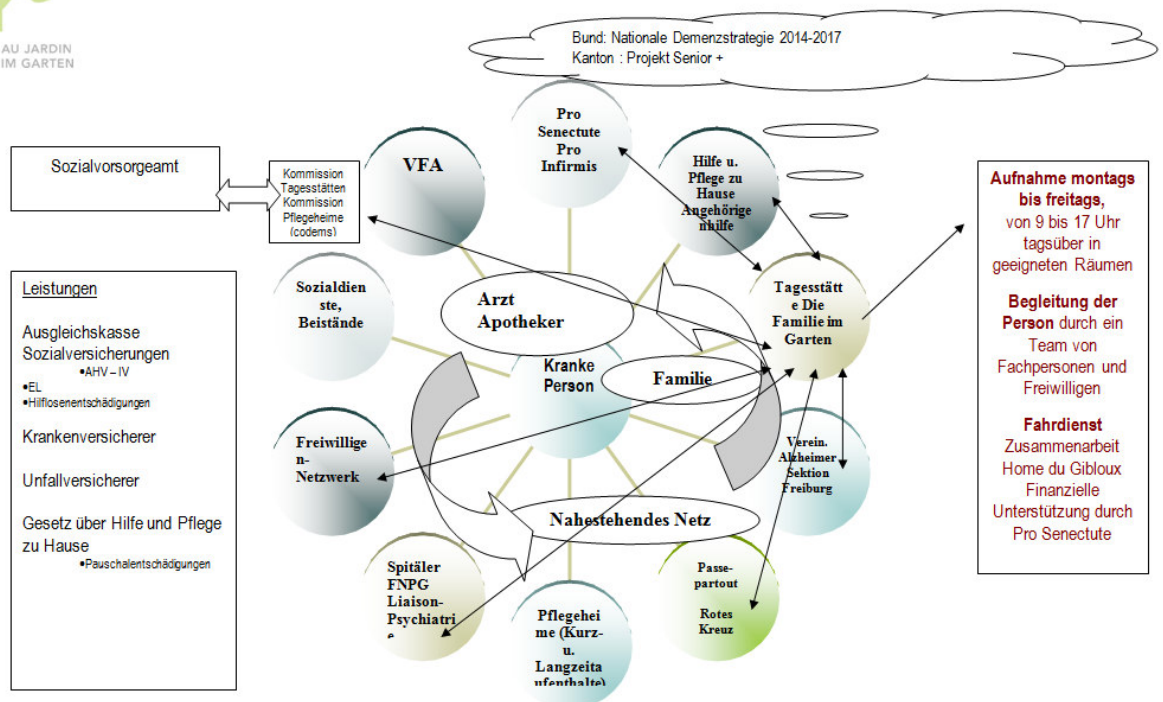 AU JARDIN
IM GARTEN
Bund: Nationale Demenzstrategie 2014-2017
Kanton : Projekt Senior +
Sozialvorsorgeamt
Kommission
Tagesstätten
Kommission
Pflegeheime
(codems)
VFA
Pro
Senectute
Pro
Infirmis
Hilfe u.
Pflege zu
Hause
Angehörige
nhilfe
Aufnahme montags
bis freitags,
von 9 bis 17 Uhr
tagsüber in
geeigneten Räumen
Begleitung der
Person durch ein
Team von
Fachpersonen und
Freiwilligen
Fahrdienst
Zusammenarbeit
Home du Gibloux
Finanzielle
Unterstützung durch
Pro Senectute
Leistungen
Ausgleichskasse
Sozialversicherungen
•AHV – IV
•EL
•Hilflosenentschädigungen
Krankenversicherer
Unfallversicherer
Gesetz über Hilfe und Pflege
zu Hause
•Pauschalentschädigungen
Sozialdien
ste,
Beistände
Arzt
Apotheker
Tagesstätt
e Die
Familie im
Garten
Kranke
Person
Familie
Freiwillige
n-
Netzwerk
Verein.
Alzheimer
Sektion
Freiburg
Nahestehendes Netz
Spitäler
FNPG
Liaison-
Psychiatri
e
Pflegehei
me (Kurz-
u.
Langzeita
ufenthalte)
Passe-
partout
Rotes
Kreuz